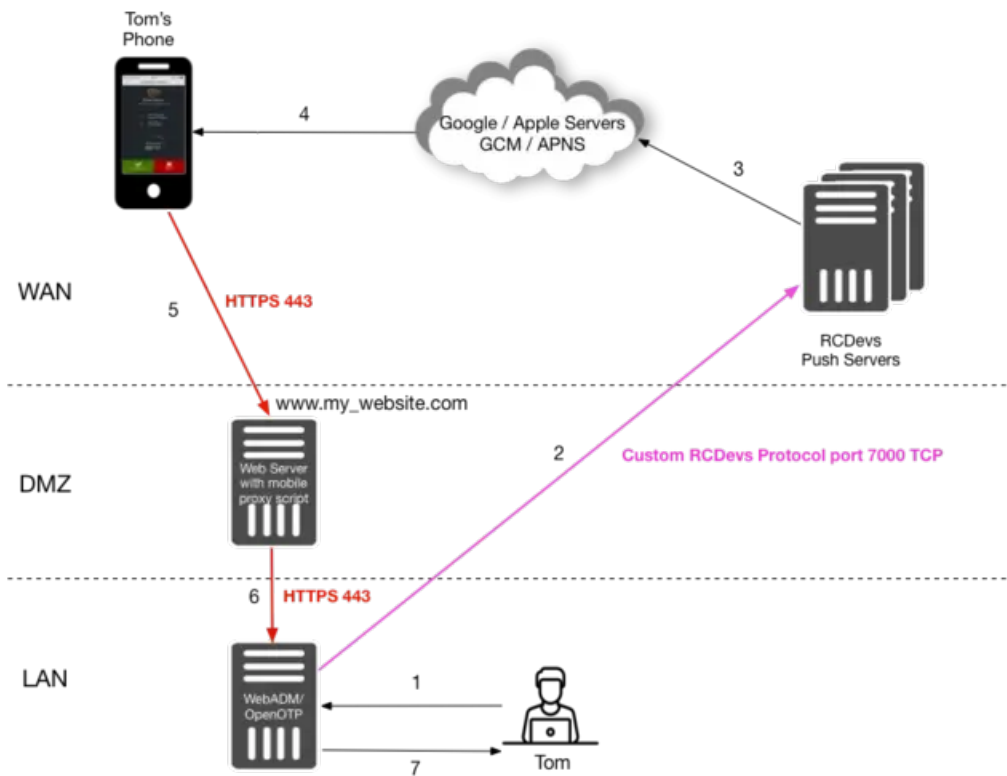 Tom's
Phone
4
Google / Apple Servers
GCM / APNS
3
WAN
5
HTTPS 443
RCDevs
Push Servers
www.my_website.com
2
Custom RCDevs Protocol port 7000 TCP
DMZ
Web Server
with mobile
proxy script
6
HTTPS 443
LAN
WebADM/
OpenOTP
1
7
Tom